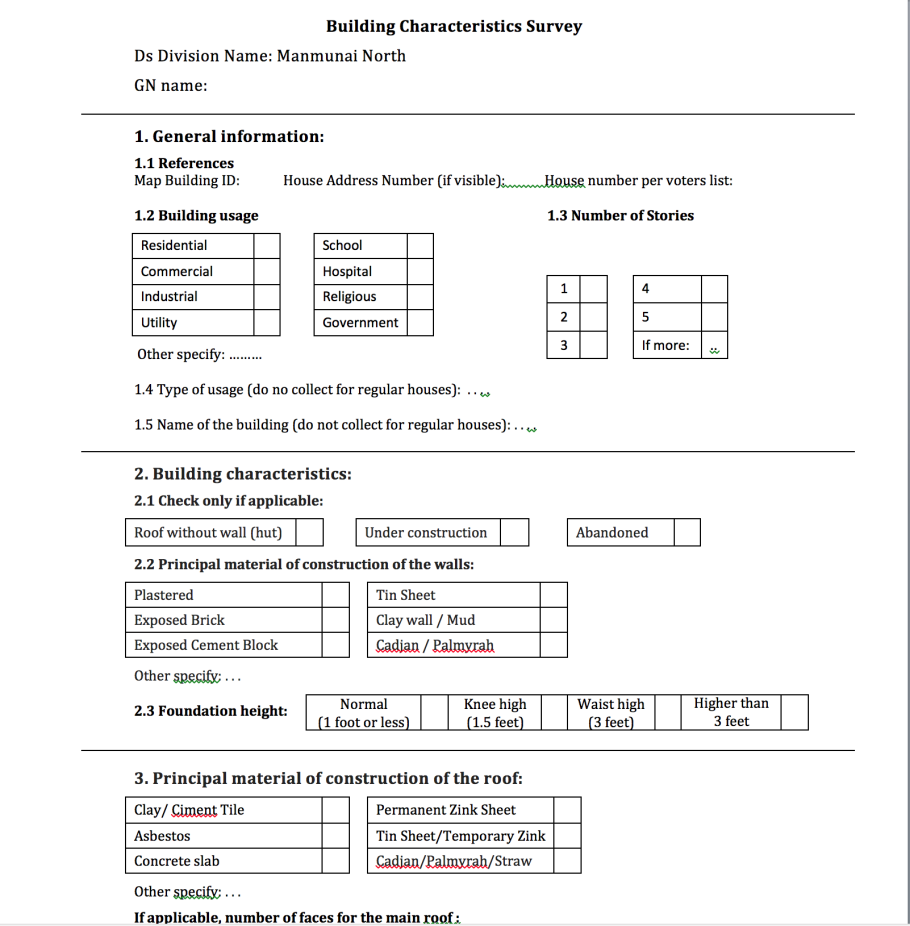 Building Characteristics Survey
Ds Division Name: Manmunai North
GN name:
1. General information:
1.1 References
Map Building ID: House Address Number (if visible): House number per voters list:
1.2 Building usage 1.3 Number of Stories
Residential School
Commercial Hospital
Industrial Religious
Utility Government
1 4
2 5
3 If more: ..
Other specify: .........
1.4 Type of usage (do no collect for regular houses): . . .
1.5 Name of the building (do not collect for regular houses): . . .
2. Building characteristics:
2.1 Check only if applicable:
Roof without wall (hut) Under construction Abandoned
2.2 Principal material of construction of the walls:
Plastered Tin Sheet
Exposed Brick Clay wall / Mud
Exposed Cement Block Cadjan / Palmyrah
Other specify: . . .
2.3 Foundation height: Normal (1 foot or less) Knee high (1.5 feet) Waist high (3 feet) Higher than 3 feet
3. Principal material of construction of the roof:
Clay/ Ciment Tile Permanent Zink Sheet
Asbestos Tin Sheet/Temporary Zink
Concrete slab Cadjan/Palmyrah/Straw
Other specify: . . .
If applicable, number of faces for the main roof :